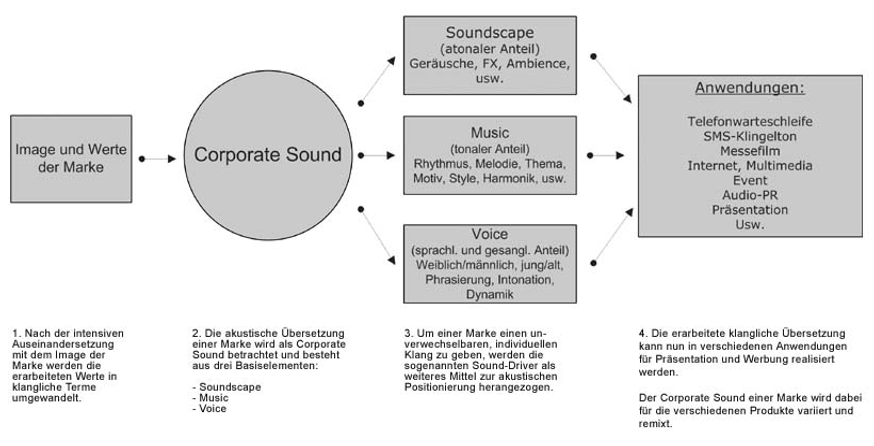 Image und Werte
der Marke
Corporate Sound
Soundscape
(atonaler Anteil)
Geräusche, FX, Ambience,
usw.
Music
(tonaler Anteil)
Rhythmus, Melodie, Thema,
Motiv, Style, Harmonik, usw.
Voice
(sprachl. und gesangl. Anteil)
Weiblich/männlich, jung/alt,
Phrasierung, Intonation,
Dynamik
Anwendungen:
Telefonwarteschleife
SMS-Klingelton
Messefilm
Internet, Multimedia
Event
Audio-PR
Präsentation
Usw.
1. Nach der intensiven
Auseinandersetzung
mit dem Image der
Marke werden die
erarbeiteten Werte in
klangliche Terme
umgewandelt.
2. Die akustische Übersetzung
einer Marke wird als Corporate
Sound betrachtet und besteht
aus drei Basiselementen:
- Soundscape
- Music
- Voice
3. Um einer Marke einen un-
verwechselbaren, individuellen
Klang zu geben, werden die
sogenannten Sound-Driver als
weiteres Mittel zur akustischen
Positionierung herangezogen.
4. Die erarbeitete klangliche Übersetzung
kann nun in verschiedenen Anwendungen
für Präsentation und Werbung realisiert
werden.
Der Corporate Sound einer Marke wird dabei
für die verschiedenen Produkte variiert und
remixt.